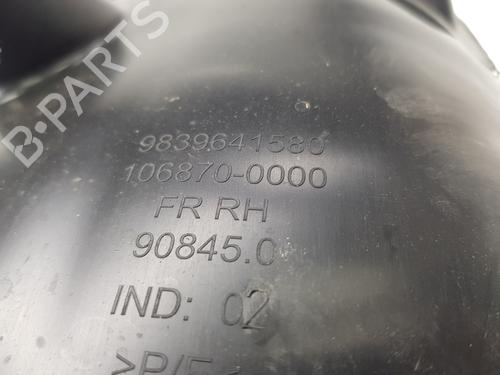 B-PARTS
9839641580
106870-0000
FR RH
90845.0
IND: 02
>P/E<